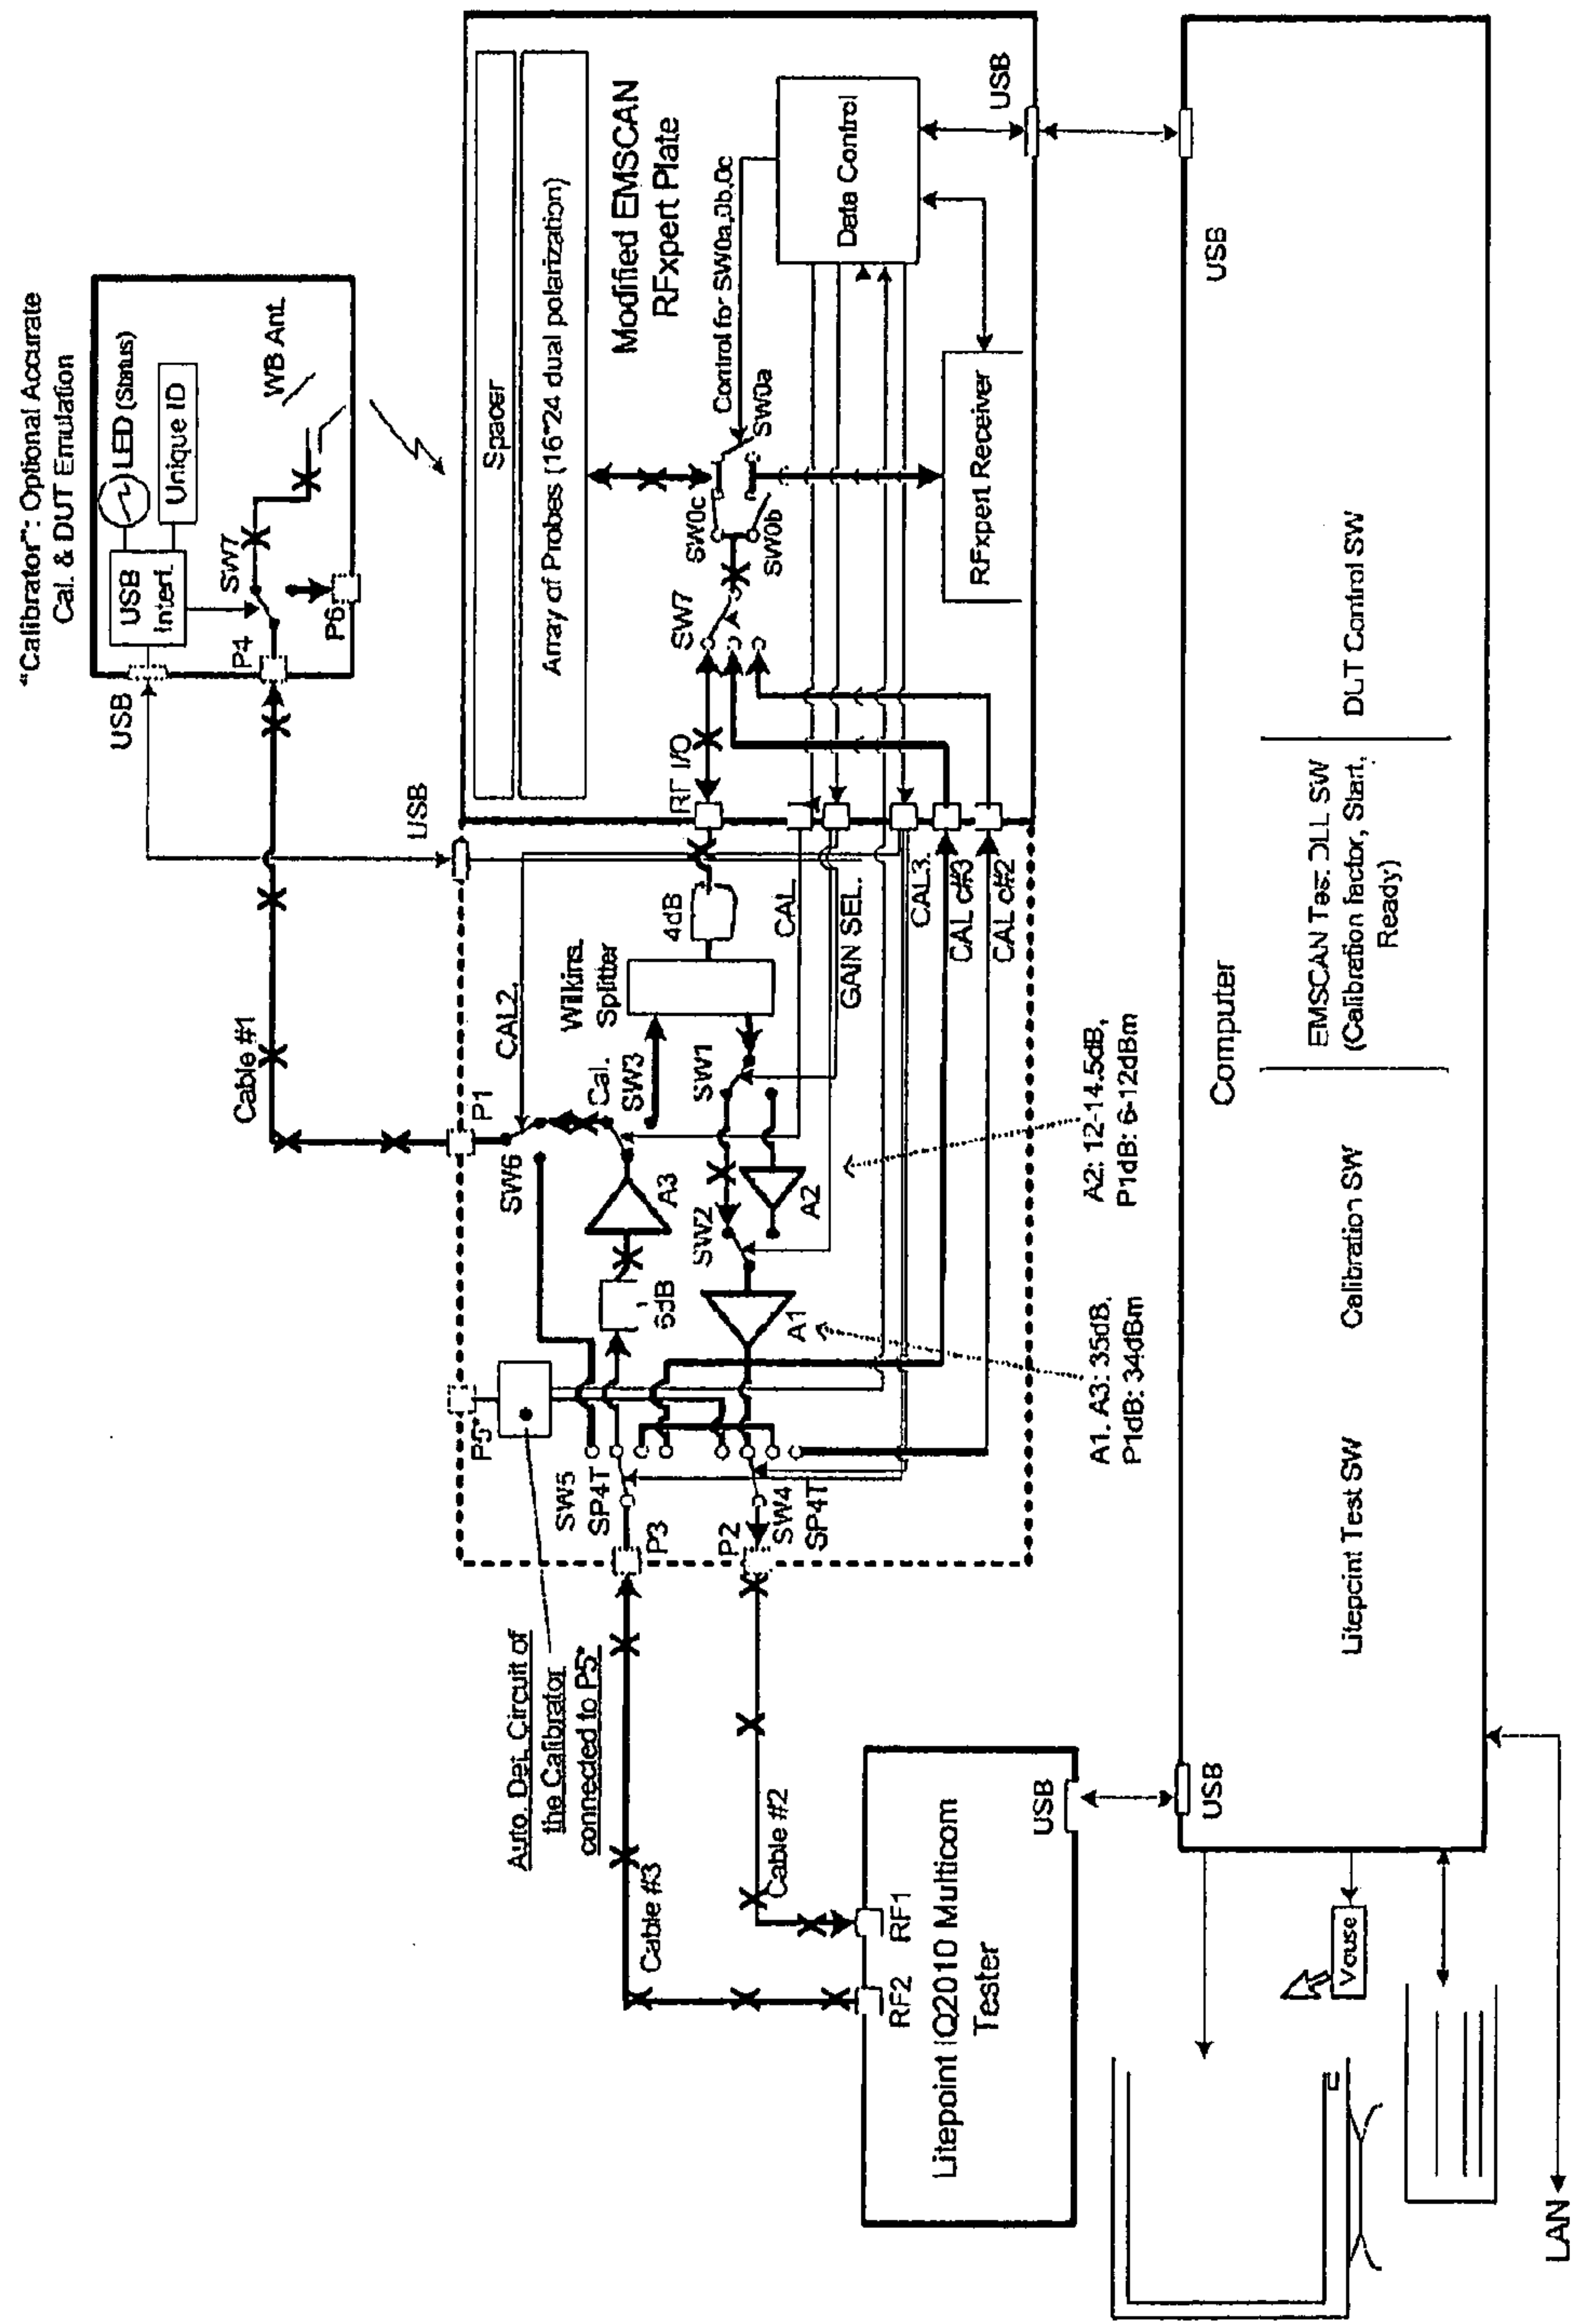 "Calibrator": Optional Accurate
Cal. & DUT Emulation
LED (Status)
USB
Interf.
Unique ID
SW7
WB Ant.
P4
P6
USB
Cable #1
USB
Spacer
Array of Probes (16*24 dual polarization)
Modified EMSCAN
RFxpert Plate
Control for SW0a,0b,0c
SW0a
SW0c
SW0b
SW7
Data Control
RFxpert Receiver
USB
RF I/O
CAL.
GAIN SEL.
CAL3.
CAL c#3
CAL c#2
4dB
Wilkins.
Splitter
CAL2.
P1
SW6
Cal.
SW3
A3
6dB
SW1
SW2
A2
A1
P5
SW5
SP4T
P3
P2
SW4
SP4T
A2: 12-14.5dB,
P1dB: 6-12dBm
A1. A3: 35dB.
P1dB: 34dBm
Auto. Det. Circuit of
the Calibrator
connected to P5
Cable #3
Cable #2
RF2
RF1
Litepoint IQ2010 Multicom
Tester
USB
USB
USB
Computer
Litepoint Test SW
Calibration SW
EMSCAN Test DLL SW
(Calibration factor, Start,
Ready)
DUT Control SW
Mouse
LAN